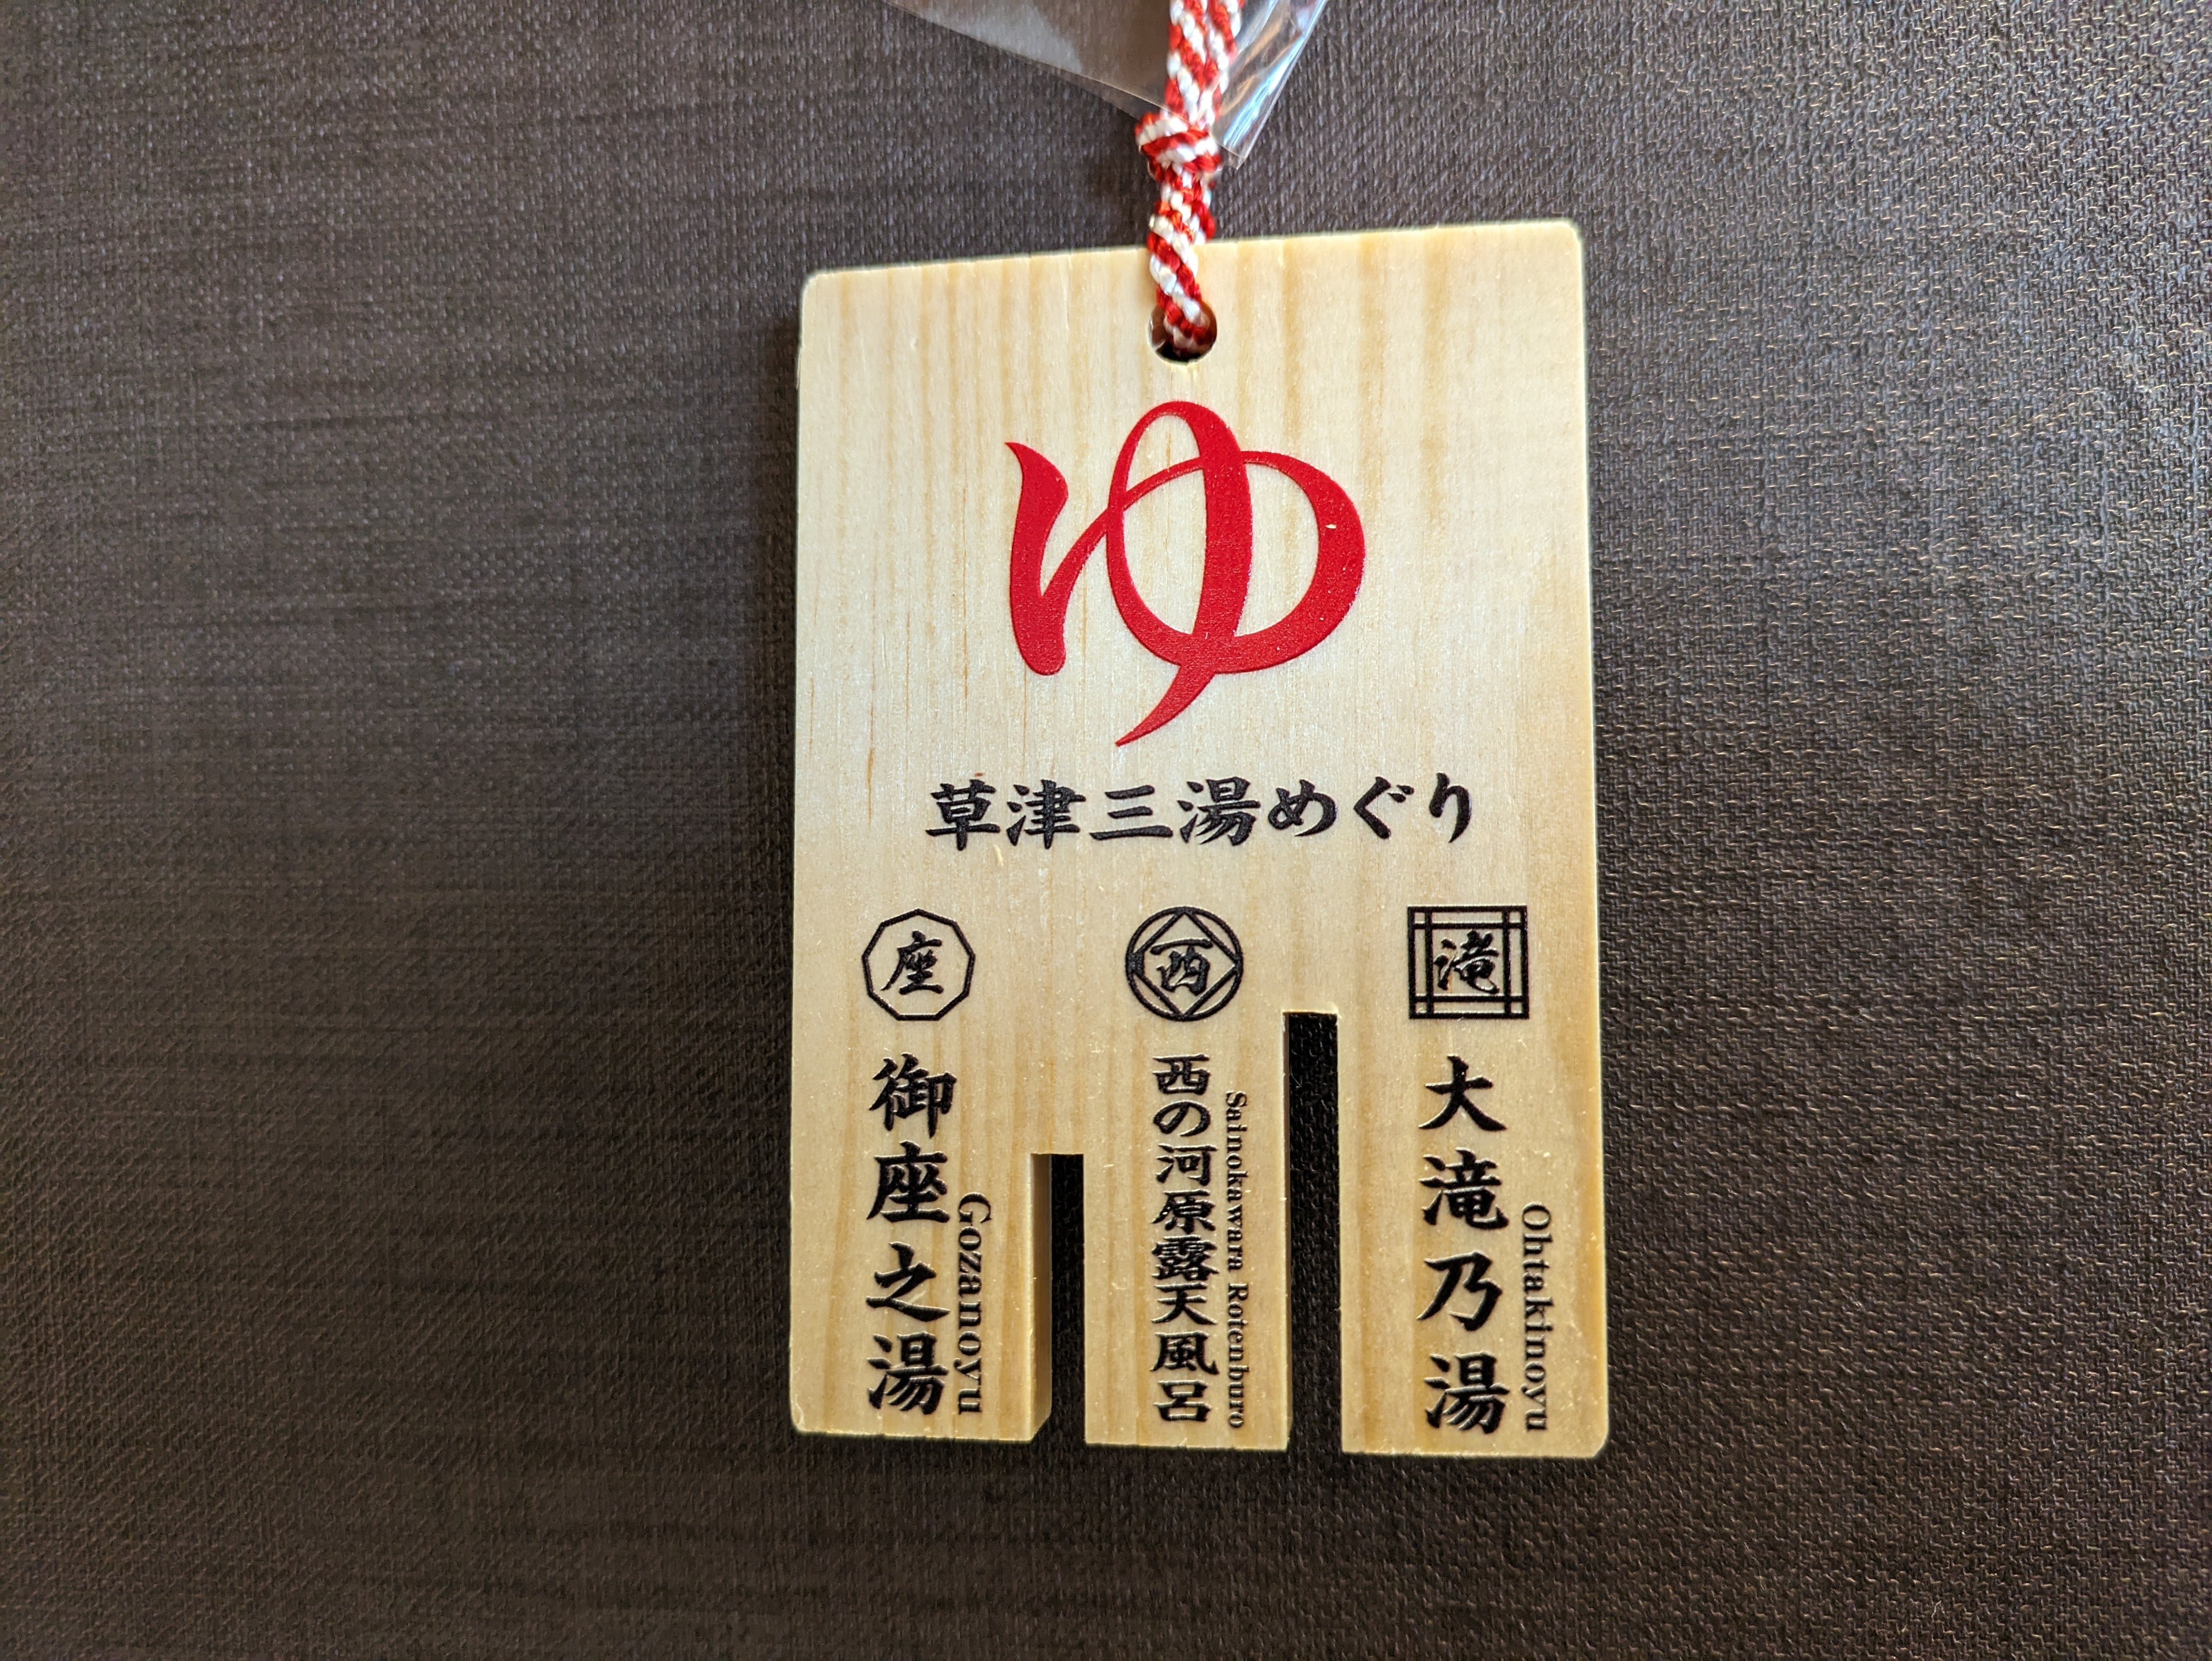 ゆ
草津三湯めぐり
座
御座之湯
Gozanoyu
西
西の河原露天風呂
Sainokawara Rotenburo
滝
大滝乃湯
Ohtakinoyu